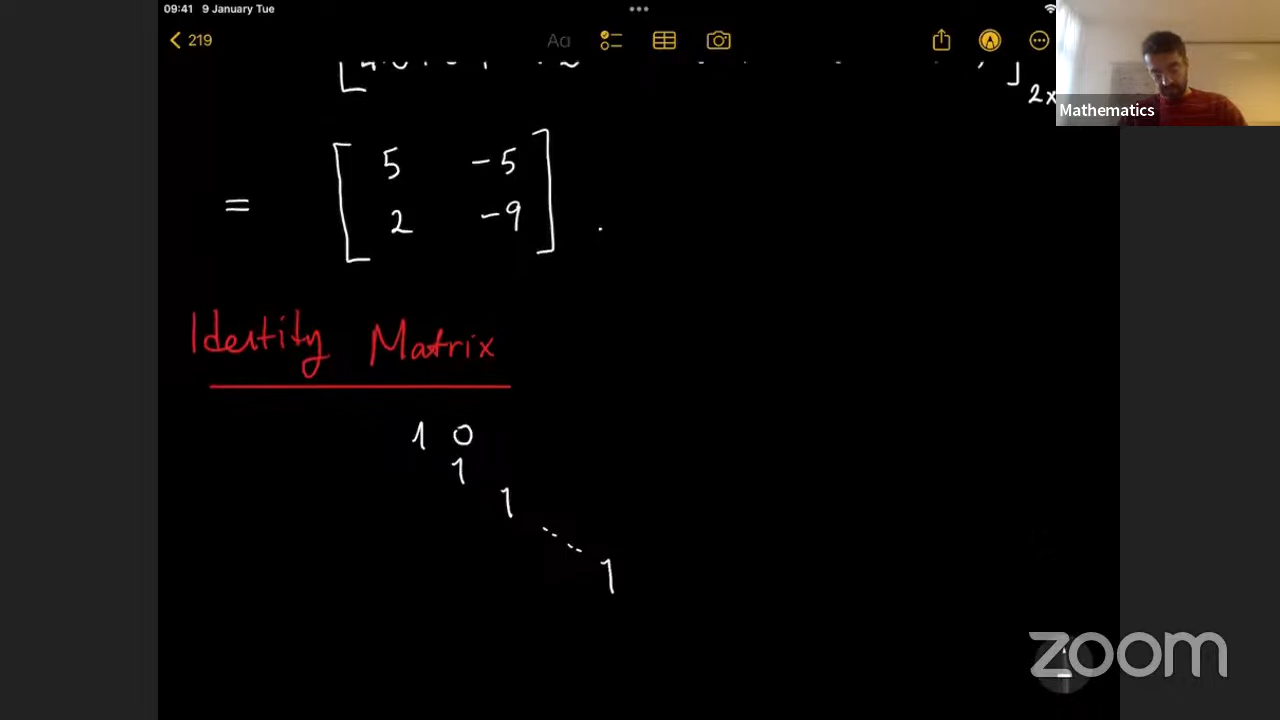 09:41 9 January Tue
219
Aa
2x
Mathematics
5 -5
= .
2 -9
Identity Matrix
1 0
1
1
1
zoom